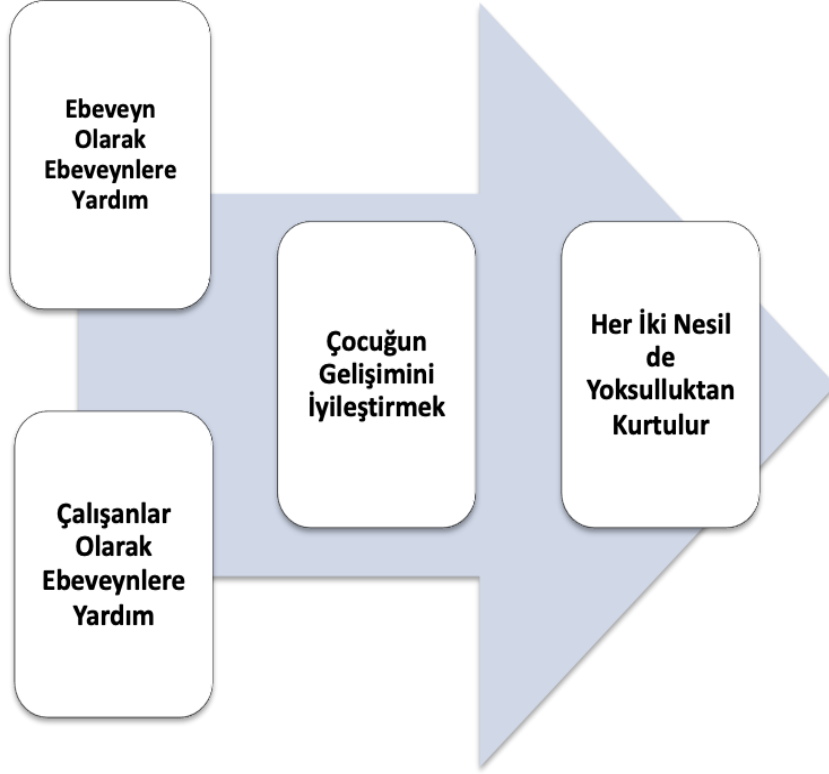 Ebeveyn
Olarak
Ebeveynlere
Yardım
Çalışanlar
Olarak
Ebeveynlere
Yardım
Çocuğun
Gelişimini
İyileştirmek
Her İki Nesil
de
Yoksulluktan
Kurtulur